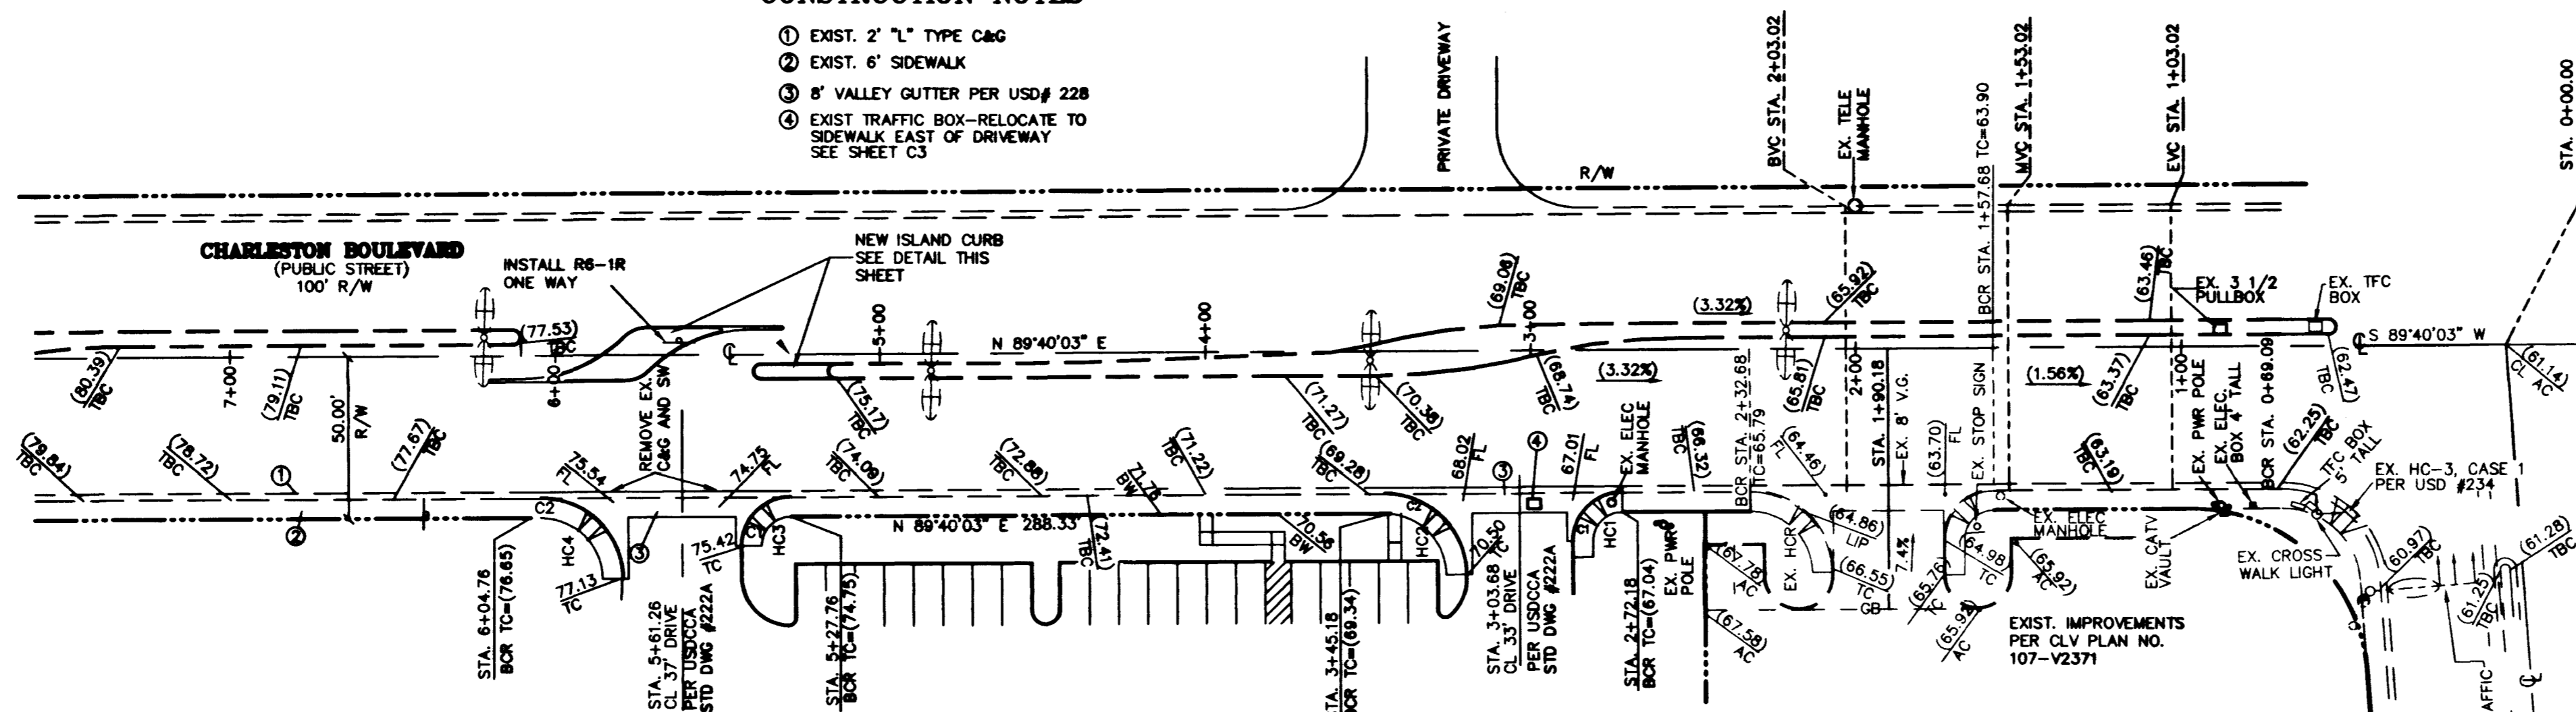 CONSTRUCTION NOTES
① EXIST. 2' "L" TYPE C&G
② EXIST. 6' SIDEWALK
③ 8' VALLEY GUTTER PER USD# 228
④ EXIST TRAFFIC BOX-RELOCATE TO
SIDEWALK EAST OF DRIVEWAY
SEE SHEET C3
PRIVATE DRIVEWAY
R/W
BVC STA. 2+03.02
EX. TELE
MANHOLE
BCR STA. 1+57.68 TC=63.90
MVC STA. 1+53.02
EVC STA. 1+03.02
STA. 0+00.00
CHARLESTON BOULEVARD
(PUBLIC STREET)
100' R/W
INSTALL R6-1R
ONE WAY
NEW ISLAND CURB
SEE DETAIL THIS
SHEET
(69.06)
TBC
(3.32%)
(65.92)
TBC
(63.46)
TBC
EX. 3 1/2
PULLBOX
EX. TFC
BOX
(80.39)
TBC
7+00
(79.11)
TBC
50.00'
R/W
(77.53)
TBC
6+00
REMOVE EX.
C&G AND SW
℄
5+00
N 89°40'03" E
4+00
3+00
(75.17)
TBC
(71.27)
TBC
(70.38)
TBC
(68.74)
TBC
(3.32%)
(65.81)
TBC
2+00
STA. 1+90.18
EX. 8' V.G.
EX. STOP SIGN
(1.56%)
(63.37)
TBC
1+00
EX. PWR POLE
EX. ELEC.
BOX 4' TALL
BCR STA. 0+69.09
(62.47)
TBC
℄
S 89°40'03" W
(61.14)
CL AC
(79.84)
TBC
(78.72)
TBC
①
(77.67)
TBC
75.54
FL
74.75
FL
(74.09)
TBC
(72.88)
TBC
71.76
BW
(71.22)
TBC
(69.28)
TBC
68.02
FL
③
④
67.01
FL
EX. ELEC
MANHOLE
(66.32)
TBC
BCR STA. 2+32.68
TC=65.79
(64.46)
FL
(63.70)
FL
(63.19)
TBC
(62.25)
TBC
TFC BOX
5' TALL
EX. HC-3, CASE 1
PER USD #234
②
C2
HC4
77.13
TC
③
75.42
TC
HC3
N 89°40'03" E 288.33'
(72.41)
TBC
70.56
BW
C1
HC2
70.50
TC
HC1
EX. PWR
POLE
(67.78)
AC
EX. HCR
(64.86)
LIP
(66.55)
TC
7.4%
GB
(65.76)
TC
(64.98)
TC
(65.92)
AC
(65.92)
AC
EX. ELEC
MANHOLE
EX. CATV
VAULT
EX. CROSS
WALK LIGHT
(60.97)
TBC
(61.25)
TBC
(61.28)
TBC
(67.58)
AC
STA. 6+04.76
BCR TC=(76.65)
STA. 5+61.26
CL 37' DRIVE
PER USDCCA
STD DWG #222A
STA. 5+27.76
BCR TC=(74.75)
STA. 3+45.18
BCR TC=(69.34)
STA. 3+03.68
CL 33' DRIVE
PER USDCCA
STD DWG #222A
STA. 2+72.18
BCR TC=(67.04)
EXIST. IMPROVEMENTS
PER CLV PLAN NO.
107-V2371
℄